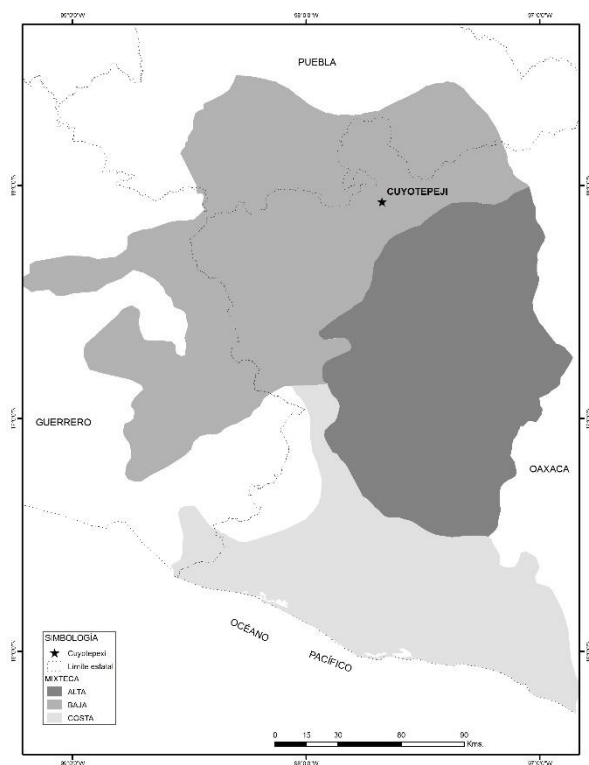 PUEBLA
CUYOTEPEJI
GUERRERO
OAXACA
OCÉANO
PACÍFICO
SIMBOLOGÍA
Cuyotepexi
Límite estatal
MIXTECA
ALTA
BAJA
COSTA
0 15 30 60 90
Kms.